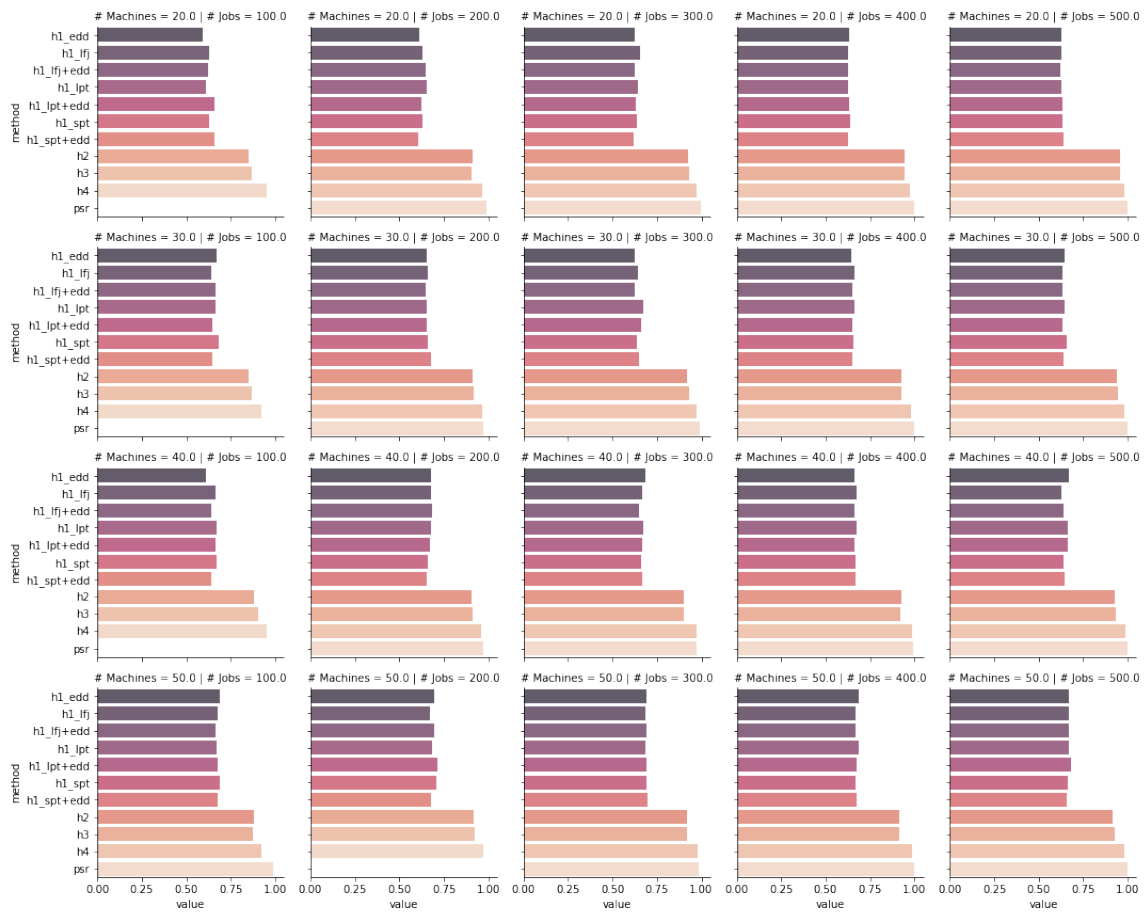 # Machines = 20.0 | # Jobs = 100.0 # Machines = 20.0 | # Jobs = 200.0 # Machines = 20.0 | # Jobs = 300.0 # Machines = 20.0 | # Jobs = 400.0 # Machines = 20.0 | # Jobs = 500.0
method
h1_edd
h1_lfj
h1_lfj+edd
h1_lpt
h1_lpt+edd
h1_spt
h1_spt+edd
h2
h3
h4
psr
# Machines = 30.0 | # Jobs = 100.0 # Machines = 30.0 | # Jobs = 200.0 # Machines = 30.0 | # Jobs = 300.0 # Machines = 30.0 | # Jobs = 400.0 # Machines = 30.0 | # Jobs = 500.0
method
h1_edd
h1_lfj
h1_lfj+edd
h1_lpt
h1_lpt+edd
h1_spt
h1_spt+edd
h2
h3
h4
psr
# Machines = 40.0 | # Jobs = 100.0 # Machines = 40.0 | # Jobs = 200.0 # Machines = 40.0 | # Jobs = 300.0 # Machines = 40.0 | # Jobs = 400.0 # Machines = 40.0 | # Jobs = 500.0
method
h1_edd
h1_lfj
h1_lfj+edd
h1_lpt
h1_lpt+edd
h1_spt
h1_spt+edd
h2
h3
h4
psr
# Machines = 50.0 | # Jobs = 100.0 # Machines = 50.0 | # Jobs = 200.0 # Machines = 50.0 | # Jobs = 300.0 # Machines = 50.0 | # Jobs = 400.0 # Machines = 50.0 | # Jobs = 500.0
method
h1_edd
h1_lfj
h1_lfj+edd
h1_lpt
h1_lpt+edd
h1_spt
h1_spt+edd
h2
h3
h4
psr
0.00 0.25 0.50 0.75 1.00 0.00 0.25 0.50 0.75 1.00 0.00 0.25 0.50 0.75 1.00 0.00 0.25 0.50 0.75 1.00 0.00 0.25 0.50 0.75 1.00
value value value value value